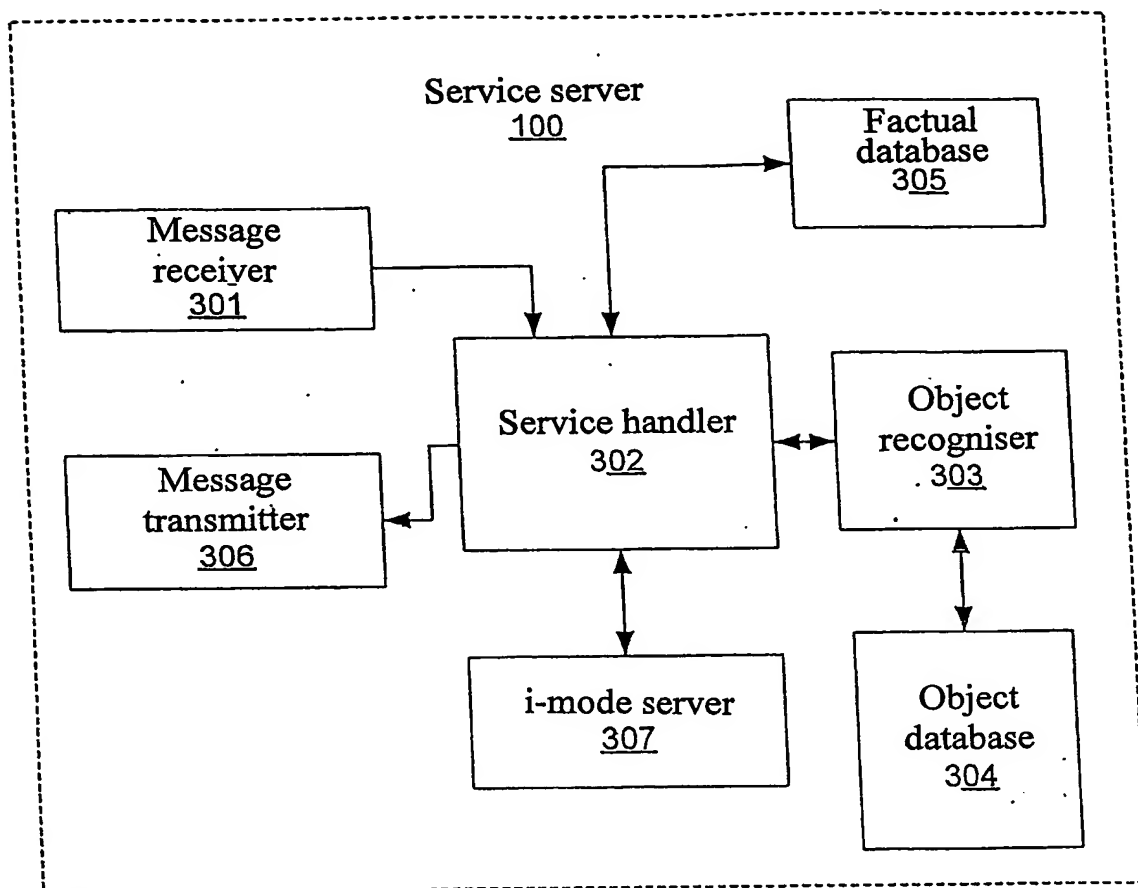 Service server
100
Factual
database
305
Message
receiver
301
Service handler
302
Object
recogniser
303
Message
transmitter
306
i-mode server
307
Object
database
304